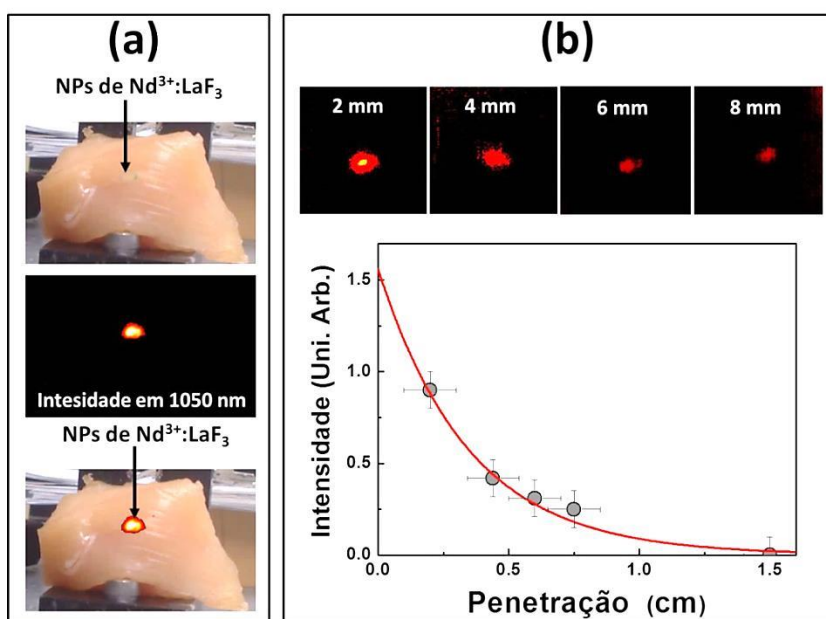 (a)
NPs de Nd³⁺:LaF₃
Intesidade em 1050 nm
NPs de Nd³⁺:LaF₃
(b)
2 mm
4 mm
6 mm
8 mm
Intensidade (Uni. Arb.)
1.5
1.0
0.5
0.0
0.0
0.5
1.0
1.5
Penetração (cm)